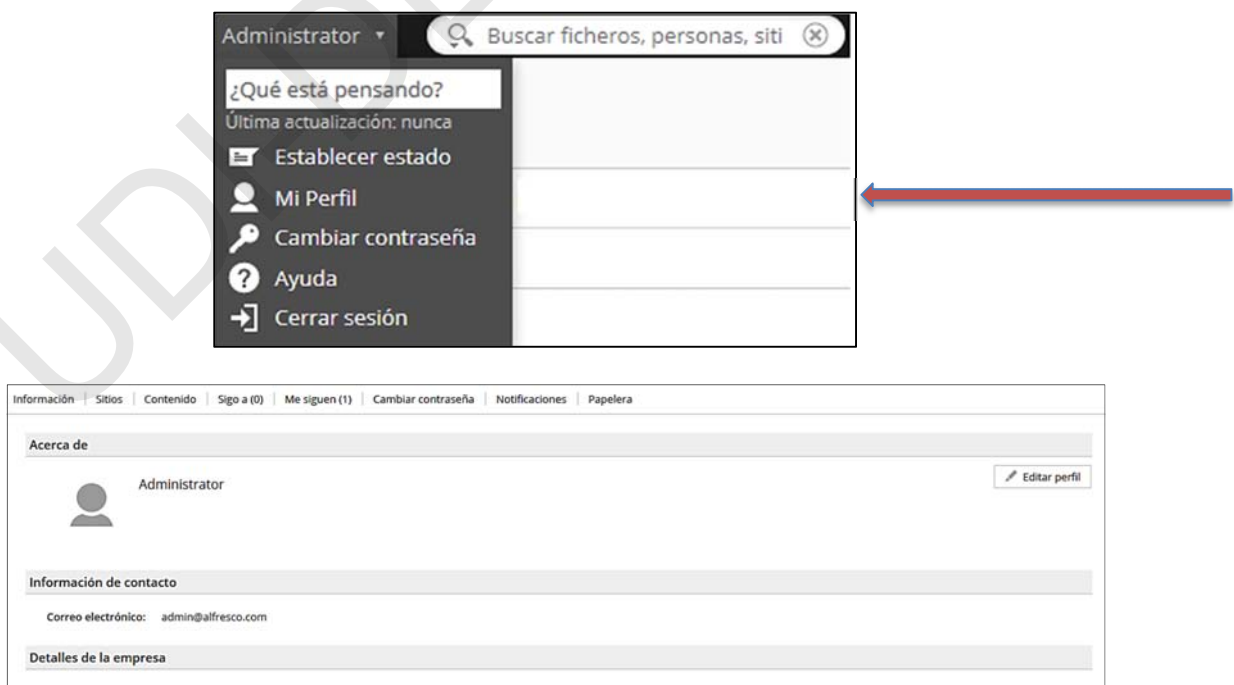 Administrator ▾ Buscar ficheros, personas, siti
¿Qué está pensando?
Última actualización: nunca
Establecer estado
Mi Perfil
Cambiar contraseña
Ayuda
Cerrar sesión
Información | Sitios | Contenido | Sigo a (0) | Me siguen (1) | Cambiar contraseña | Notificaciones | Papelera
Acerca de
Administrator
Editar perfil
Información de contacto
Correo electrónico: admin@alfresco.com
Detalles de la empresa